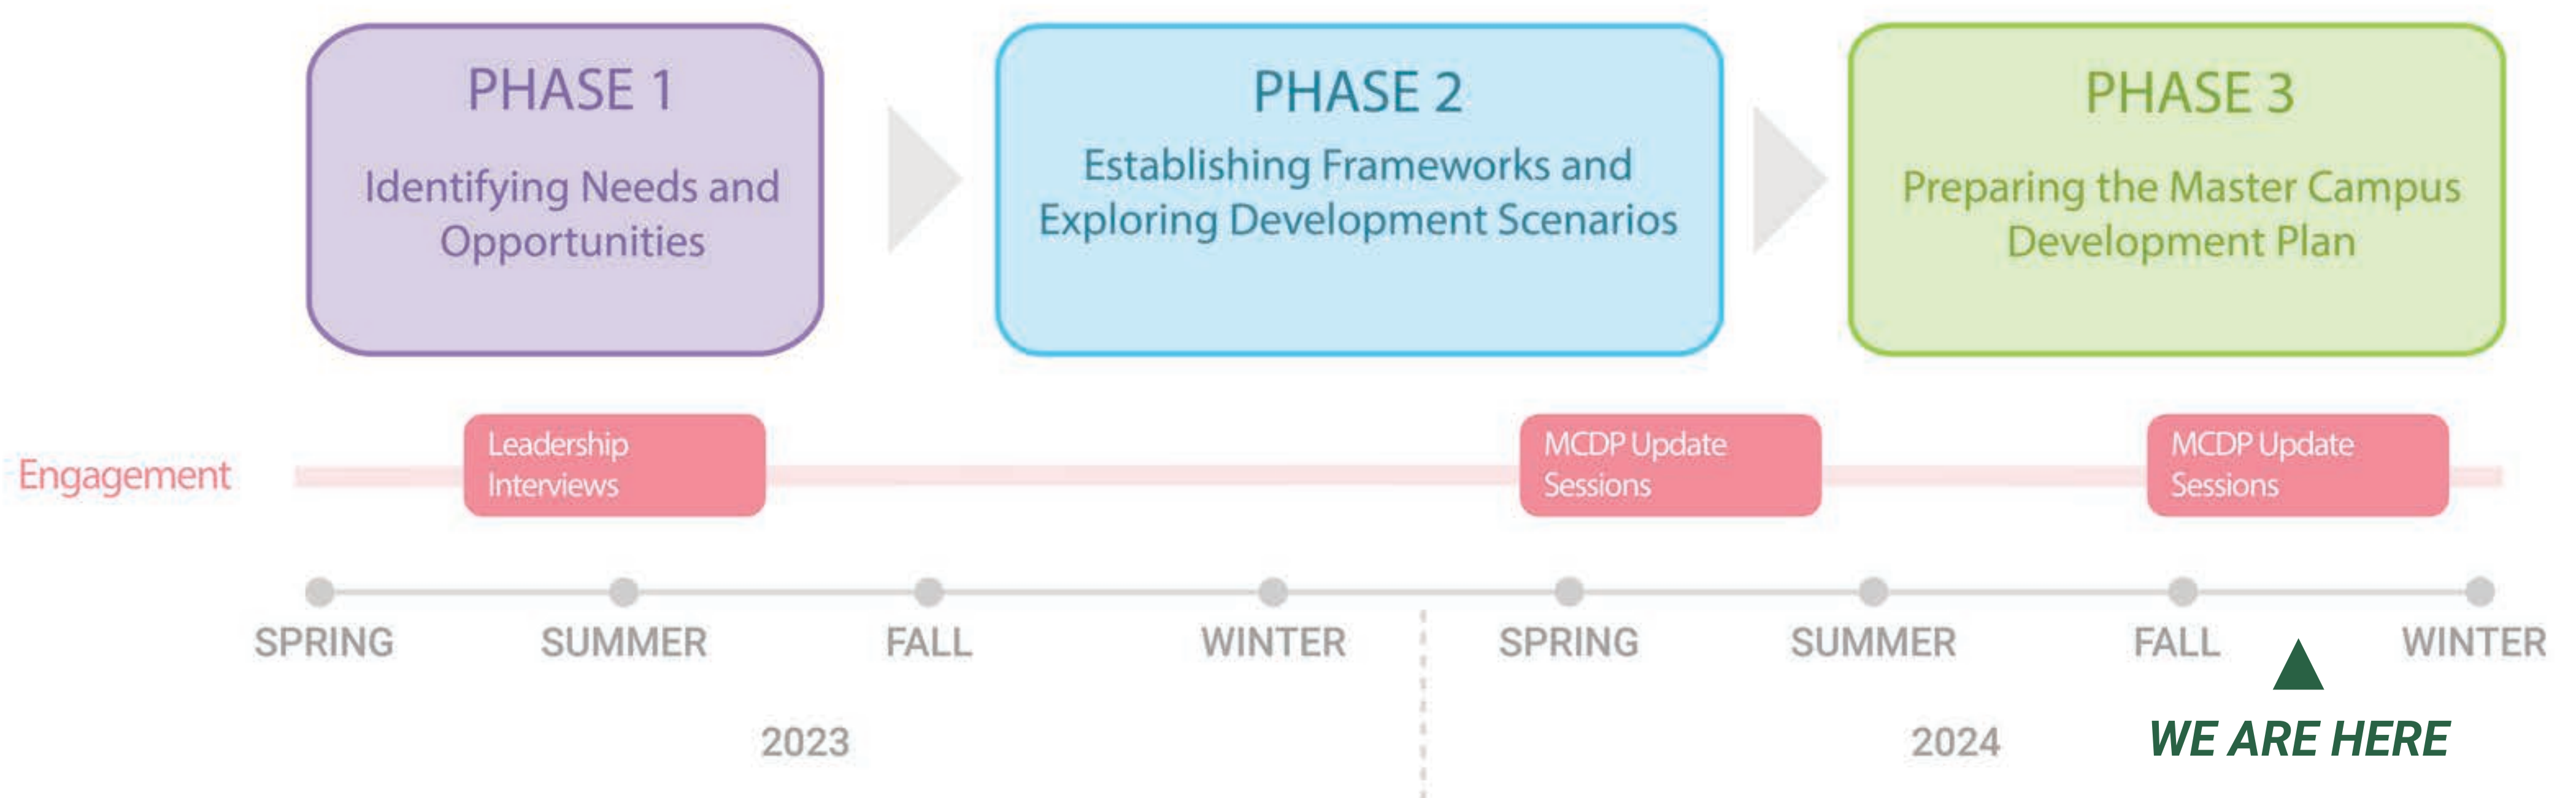 PHASE 1
Identifying Needs and
Opportunities
PHASE 2
Establishing Frameworks and
Exploring Development Scenarios
PHASE 3
Preparing the Master Campus
Development Plan
Engagement
Leadership
Interviews
MCDP Update
Sessions
MCDP Update
Sessions
SPRING
SUMMER
FALL
WINTER
SPRING
SUMMER
FALL
WINTER
2023
2024
WE ARE HERE